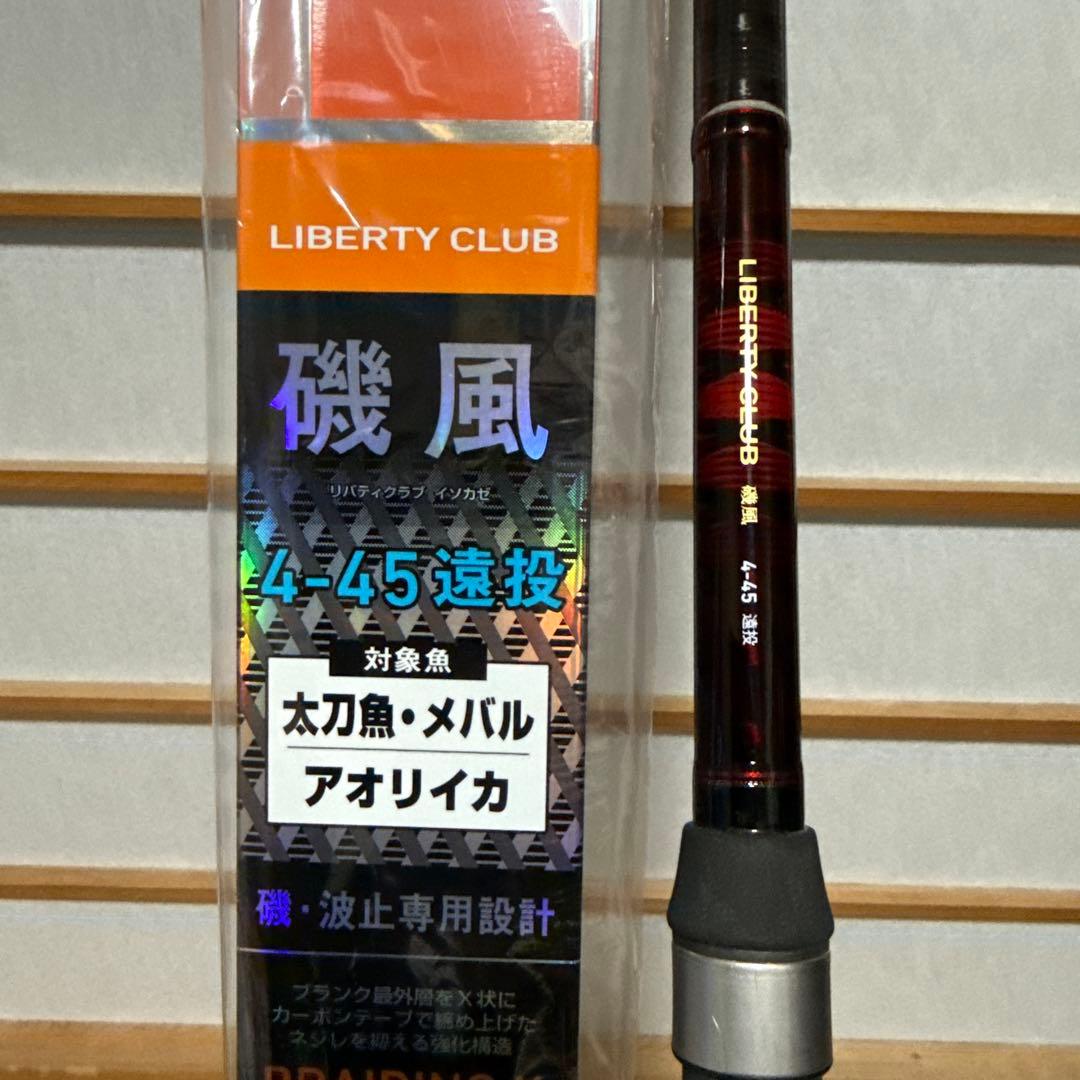 LIBERTY CLUB
磯風
リバティクラブ イソカゼ
4-45遠投
対象魚
太刀魚・メバル
アオリイカ
磯・波止専用設計
ブランク最外層をX状に
カーボンテープで締め上げた
ネジレを抑える強化構造
BRAIDING X
LIBERTY CLUB 磯風 4-45 遠投